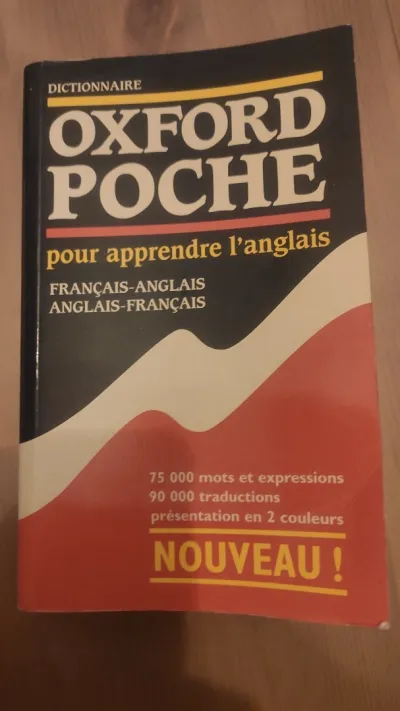 DICTIONNAIRE
OXFORD
POCHE
pour apprendre l'anglais
FRANÇAIS-ANGLAIS
ANGLAIS-FRANÇAIS
75 000 mots et expressions
90 000 traductions
présentation en 2 couleurs
NOUVEAU !